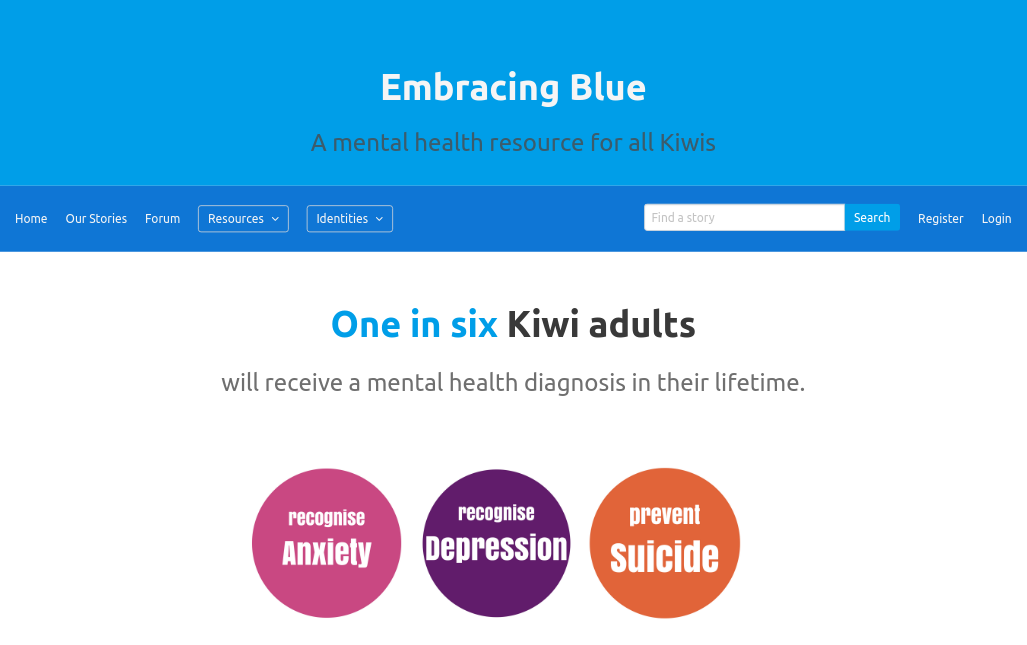 Embracing Blue
A mental health resource for all Kiwis
Home Our Stories Forum Resources Identities Find a story Search Register Login
One in six Kiwi adults
will receive a mental health diagnosis in their lifetime.
recognise
Anxiety
recognise
Depression
prevent
Suicide